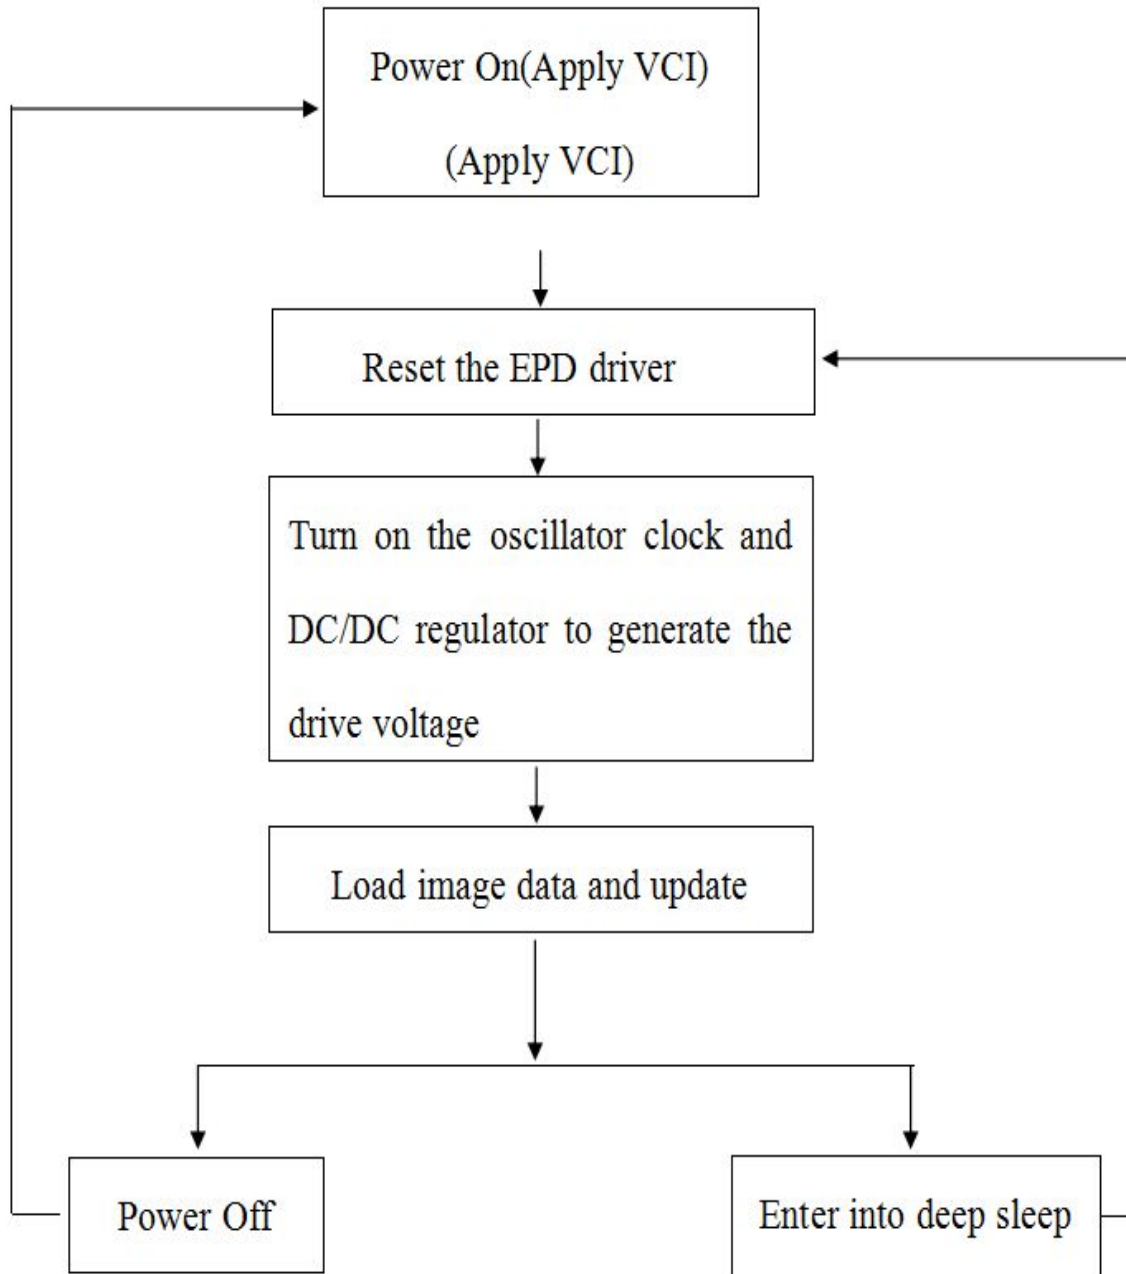 Power On(Apply VCI)
(Apply VCI)
Reset the EPD driver
Turn on the oscillator clock and
DC/DC regulator to generate the
drive voltage
Load image data and update
Power Off
Enter into deep sleep